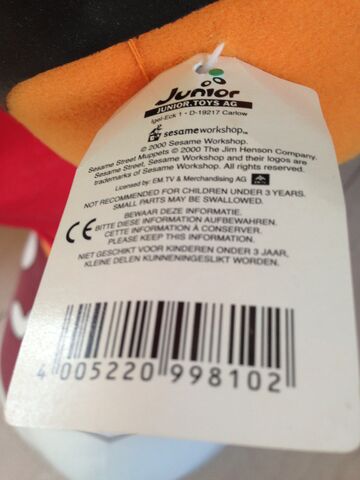 Junior
JUNIOR TOYS AG
Igel-Eck 1 - D-19217 Carlow
sesameworkshop™
© 2000 Sesame Workshop.
Sesame Street Muppets © 2000 The Jim Henson Company.
Sesame Street, Sesame Workshop and their logos are
trademarks of Sesame Workshop. All rights reserved.
Licensed by: EM.TV & Merchandising AG
NOT RECOMMENDED FOR CHILDREN UNDER 3 YEARS.
SMALL PARTS MAY BE SWALLOWED.
BEWAAR DEZE INFORMATIE.
BITTE DIESE INFORMATION AUFBEWAHREN.
CETTE INFORMATION À CONSERVER.
PLEASE KEEP THIS INFORMATION.
CE
NIET GESCHIKT VOOR KINDEREN ONDER 3 JAAR,
KLEINE DELEN KUNNENINGESLIKT WORDEN.
4 005220 998102